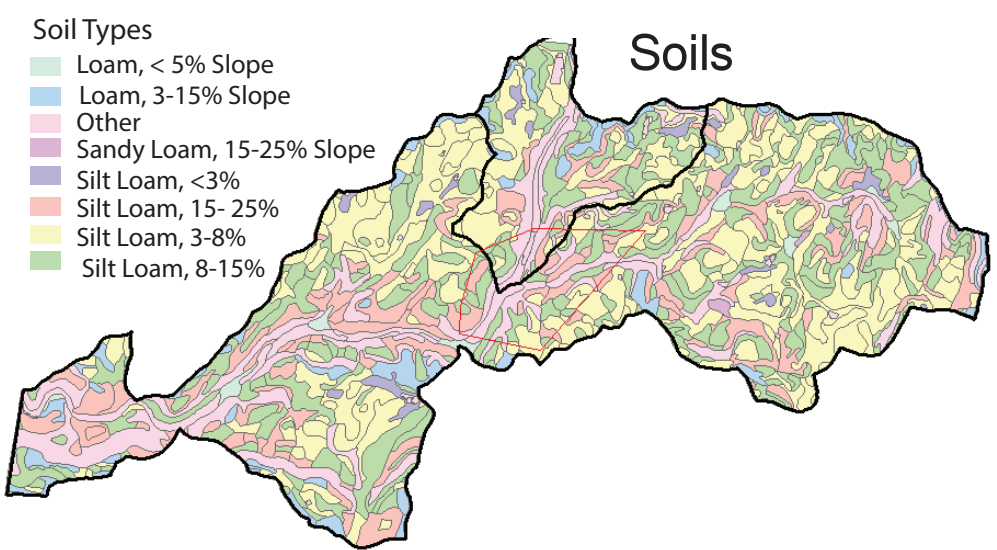 Soil Types
Soils
Loam, < 5% Slope
Loam, 3-15% Slope
Other
Sandy Loam, 15-25% Slope
Silt Loam, <3%
Silt Loam, 15- 25%
Silt Loam, 3-8%
Silt Loam, 8-15%